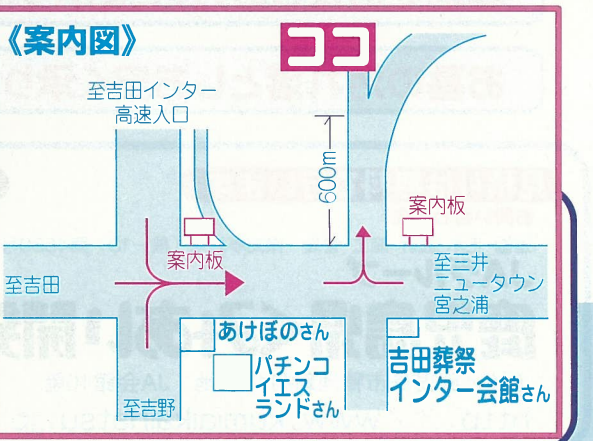 《案内図》
ココ
至吉田インター
高速入口
600m
案内板
案内板
至吉田
至三井
ニュータウン
宮之浦
あけぼのさん
パチンコ
イエス
ランドさん
吉田葬祭
インター会館さん
至吉野